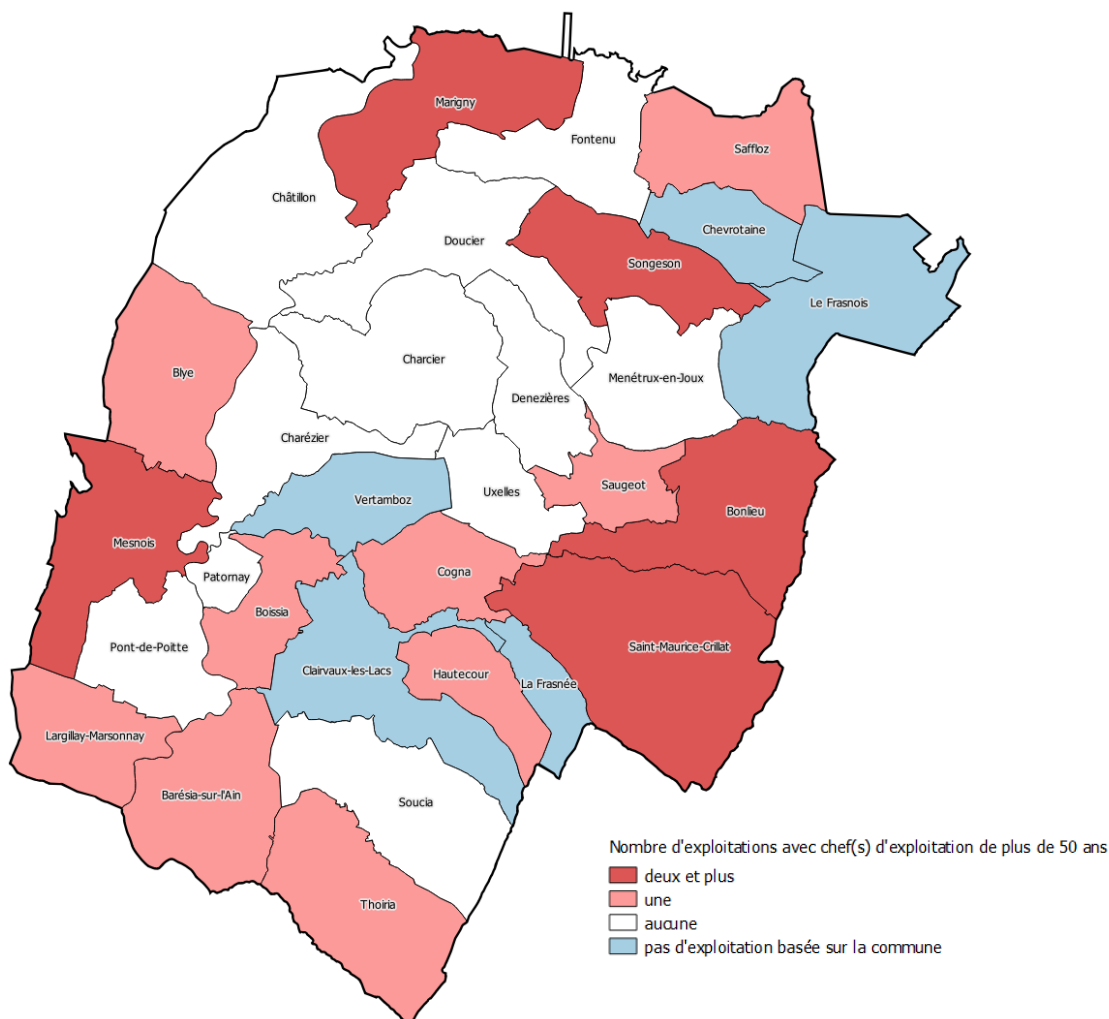 Marigny
Fontenu
Saffloz
Châtillon
Chevrotaine
Doucier
Songeson
Le Frasnois
Charcier
Blye
Menétrux-en-Joux
Denezières
Charézier
Saugeot
Uxelles
Vertamboz
Bonlieu
Mesnois
Cogna
Patornay
Boissia
Pont-de-Poitte
Saint-Maurice-Crillat
Clairvaux-les-Lacs
Hautecour
La Frasnée
Largillay-Marsonnay
Barésia-sur-l'Ain
Soucia
Thoiria
Nombre d'exploitations avec chef(s) d'exploitation de plus de 50 ans
deux et plus
une
aucune
pas d'exploitation basée sur la commune